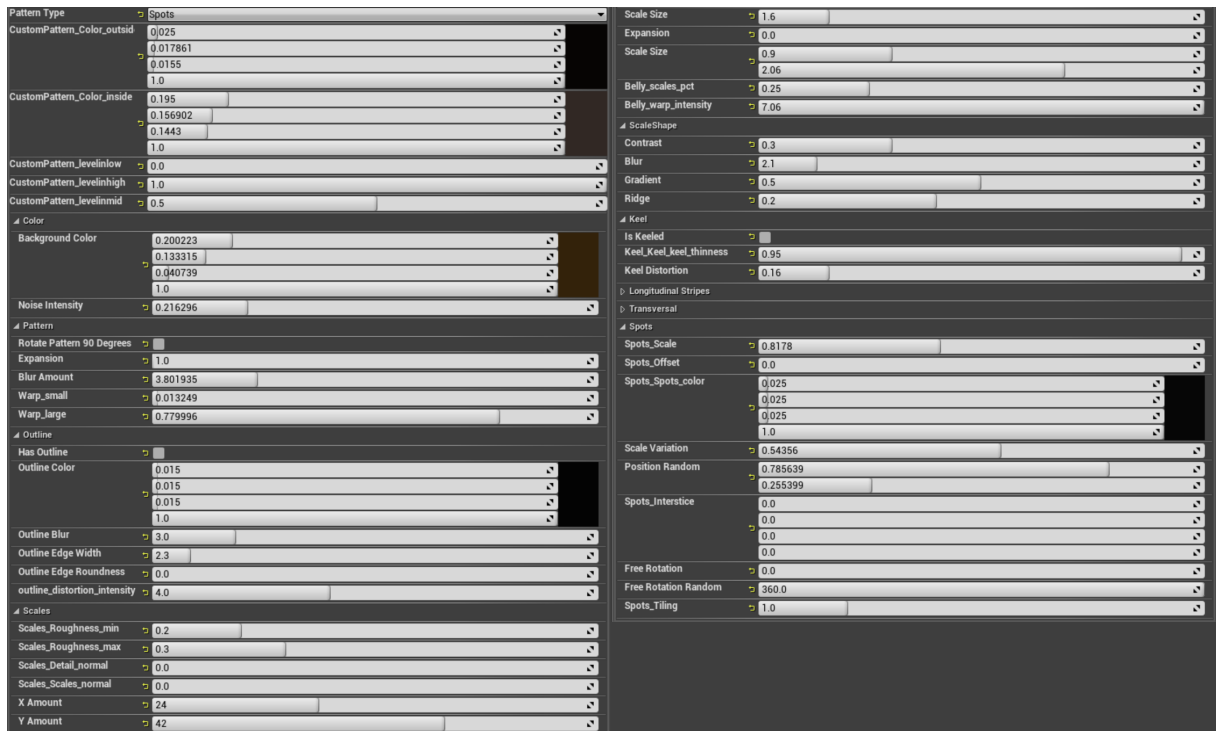 Pattern Type Spots
CustomPattern_Color_outsid 0.025
0.017861
0.0155
1.0
CustomPattern_Color_inside 0.195
0.156902
0.1443
1.0
CustomPattern_levelinlow 0.0
CustomPattern_levelinhigh 1.0
CustomPattern_levelinmid 0.5
Color
Background Color 0.200223
0.133315
0.040739
1.0
Noise Intensity 0.216296
Pattern
Rotate Pattern 90 Degrees
Expansion 1.0
Blur Amount 3.801935
Warp_small 0.013249
Warp_large 0.779996
Outline
Has Outline
Outline Color 0.015
0.015
0.015
1.0
Outline Blur 3.0
Outline Edge Width 2.3
Outline Edge Roundness 0.0
outline_distortion_intensity 4.0
Scales
Scales_Roughness_min 0.2
Scales_Roughness_max 0.3
Scales_Detail_normal 0.0
Scales_Scales_normal 0.0
X Amount 24
Y Amount 42
Scale Size 1.6
Expansion 0.0
Scale Size 0.9
2.06
Belly_scales_pct 0.25
Belly_warp_intensity 7.06
ScaleShape
Contrast 0.3
Blur 2.1
Gradient 0.5
Ridge 0.2
Keel
Is Keeled
Keel_Keel_keel_thinness 0.95
Keel Distortion 0.16
Longitudinal Stripes
Transversal
Spots
Spots_Scale 0.8178
Spots_Offset 0.0
Spots_Spots_color 0.025
0.025
0.025
1.0
Scale Variation 0.54356
Position Random 0.785639
0.255399
Spots_Interstice 0.0
0.0
0.0
0.0
Free Rotation 0.0
Free Rotation Random 360.0
Spots_Tiling 1.0